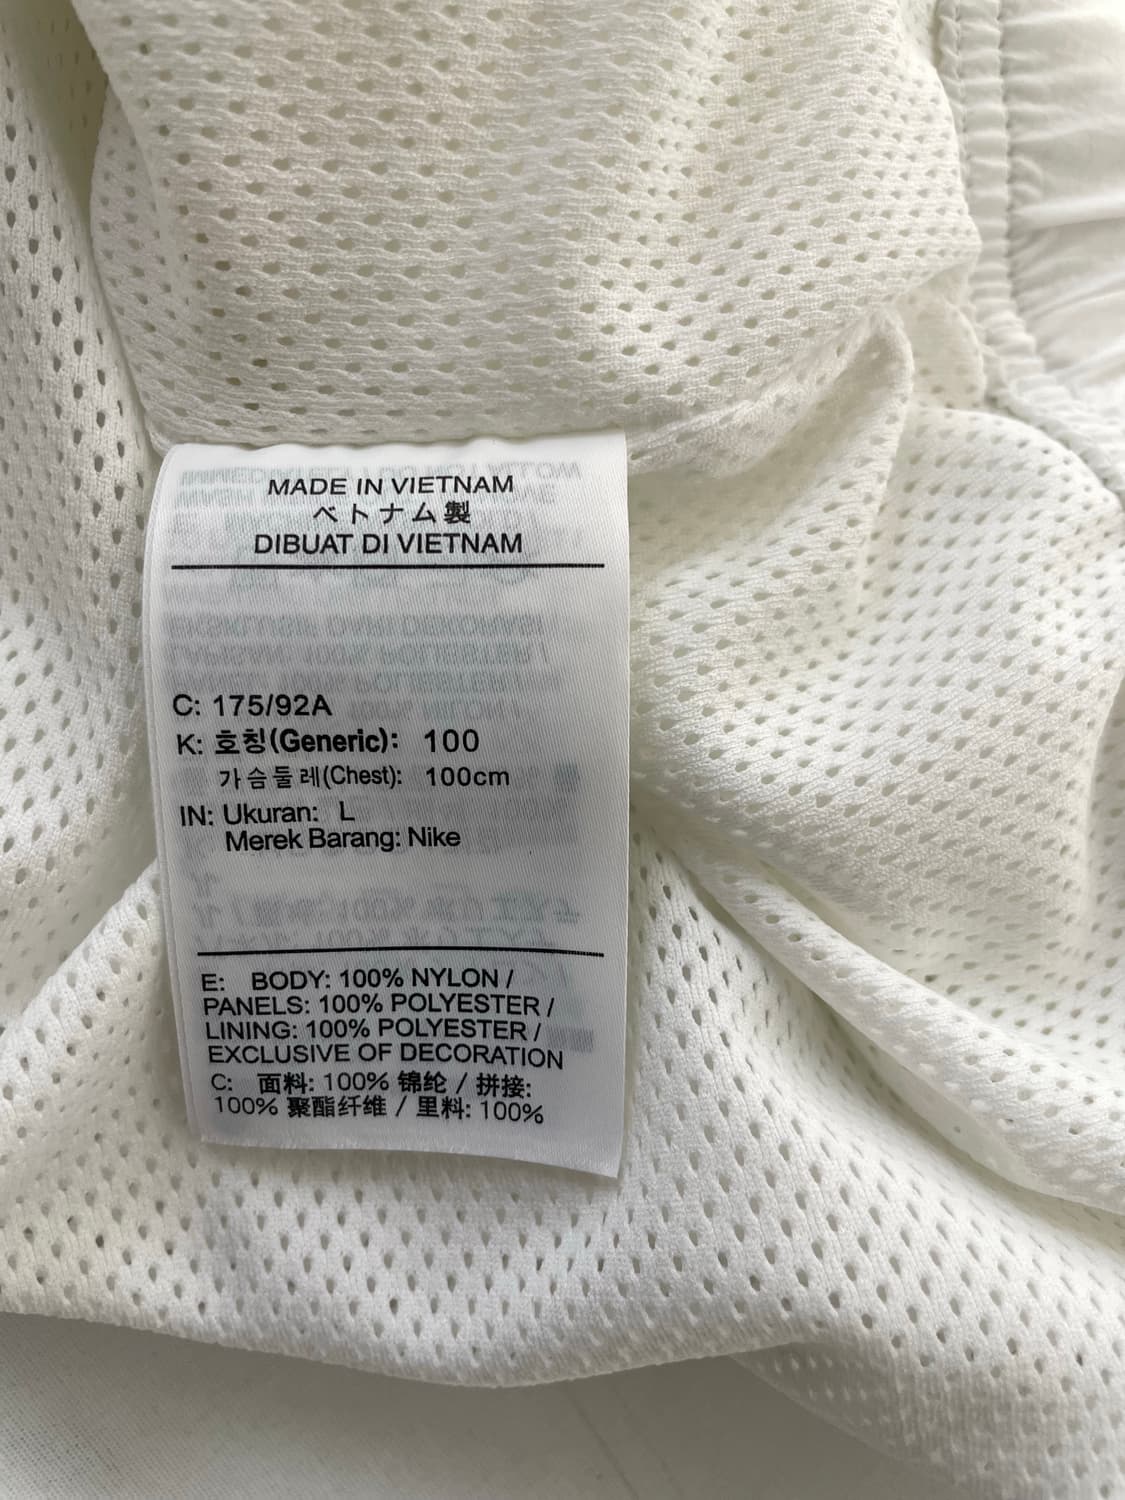 MADE IN VIETNAM
ベトナム製
DIBUAT DI VIETNAM
C: 175/92A
K: 호칭(Generic): 100
가슴둘레(Chest): 100cm
IN: Ukuran: L
Merek Barang: Nike
E: BODY: 100% NYLON /
PANELS: 100% POLYESTER /
LINING: 100% POLYESTER /
EXCLUSIVE OF DECORATION
C: 面料: 100% 锦纶 / 拼接:
100% 聚酯纤维 / 里料: 100%